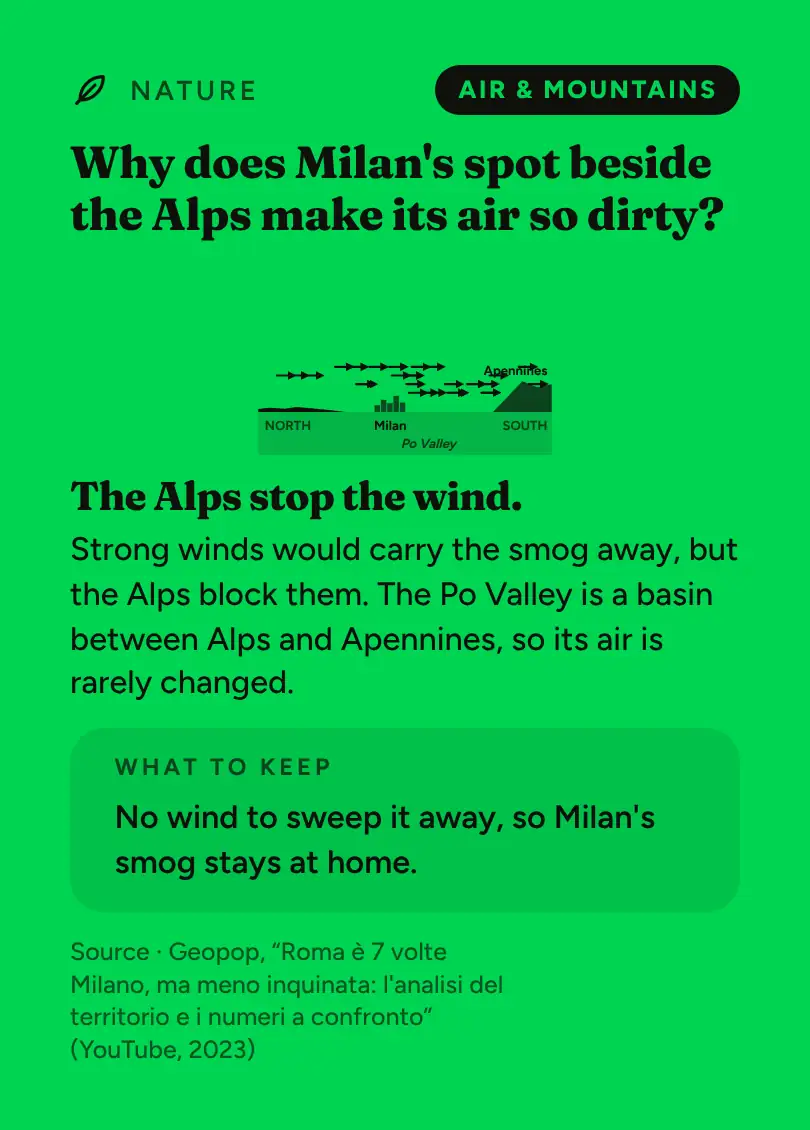 NATURE
AIR & MOUNTAINS
Why does Milan's spot beside
the Alps make its air so dirty?
Apennines
NORTH
Milan
SOUTH
Po Valley
The Alps stop the wind.
Strong winds would carry the smog away, but
the Alps block them. The Po Valley is a basin
between Alps and Apennines, so its air is
rarely changed.
WHAT TO KEEP
No wind to sweep it away, so Milan's
smog stays at home.
Source · Geopop, “Roma è 7 volte
Milano, ma meno inquinata: l'analisi del
territorio e i numeri a confronto”
(YouTube, 2023)